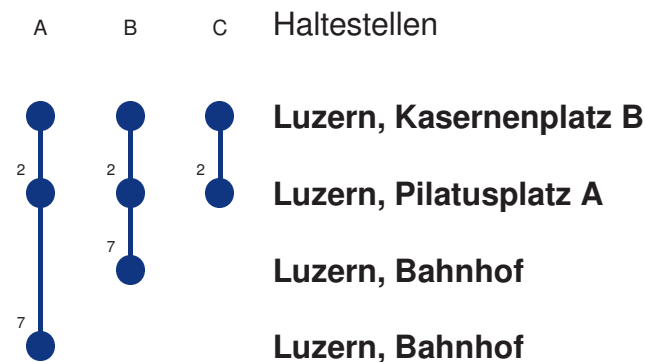 A B C Haltestellen
Luzern, Kasernenplatz B
2 2 2 Luzern, Pilatusplatz A
7 Luzern, Bahnhof
7 Luzern, Bahnhof